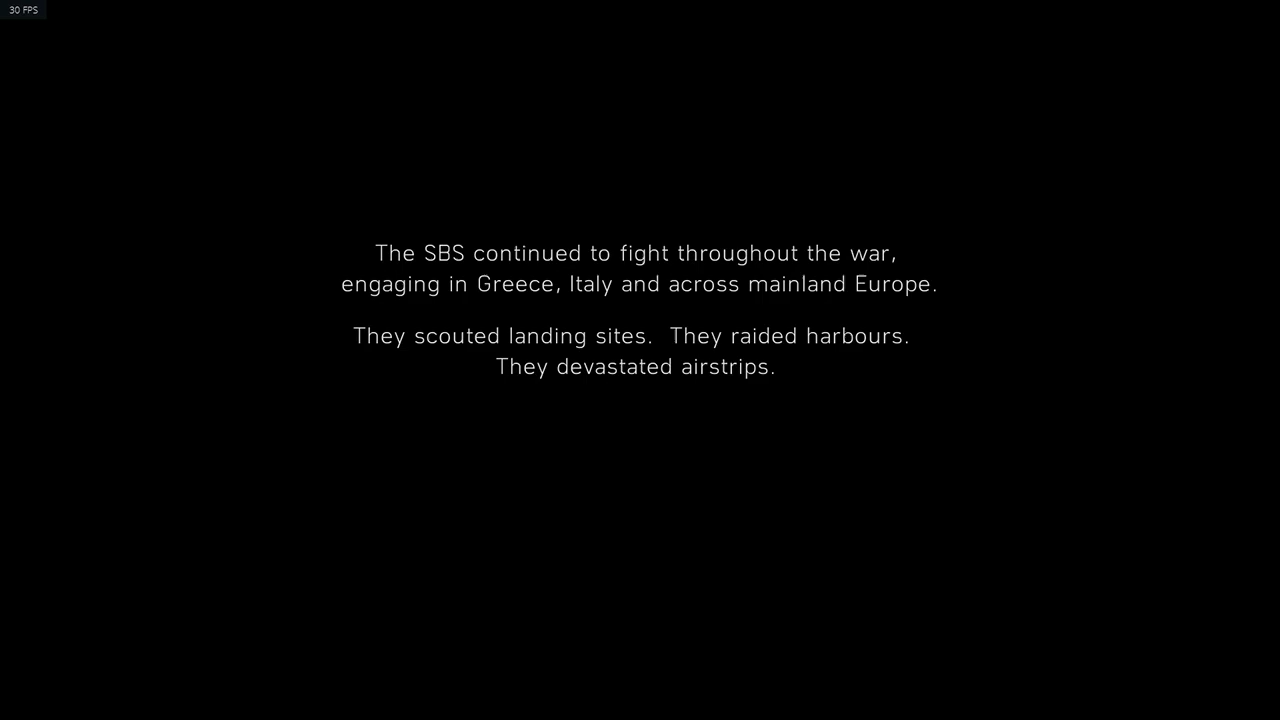 30 FPS
The SBS continued to fight throughout the war,
engaging in Greece, Italy and across mainland Europe.
They scouted landing sites.  They raided harbours.
They devastated airstrips.